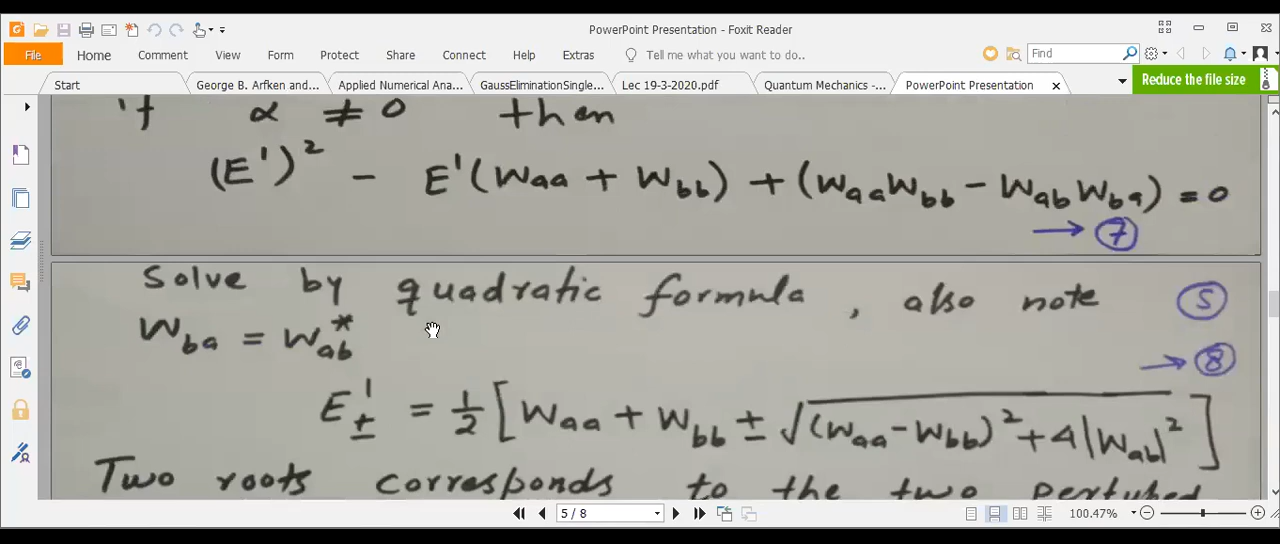 PowerPoint Presentation - Foxit Reader
File Home Comment View Form Protect Share Connect Help Extras Tell me what you want to do.. Find
Start George B. Arfken and... Applied Numerical Ana... GaussEliminationSingle... Lec 19-3-2020.pdf Quantum Mechanics -... PowerPoint Presentation Reduce the file size
if α ≠ 0 then
(E')² - E'(Waa + Wbb) + (WaaWbb - WabWba) = 0
→ 7
Solve by quadratic formula, also note 5
Wba = Wab*
→ 8
E'± = 1/2 [Waa + Wbb ± √(Waa - Wbb)² + 4|Wab|²]
Two roots corresponds to the two pertubed
5 / 8 100.47%